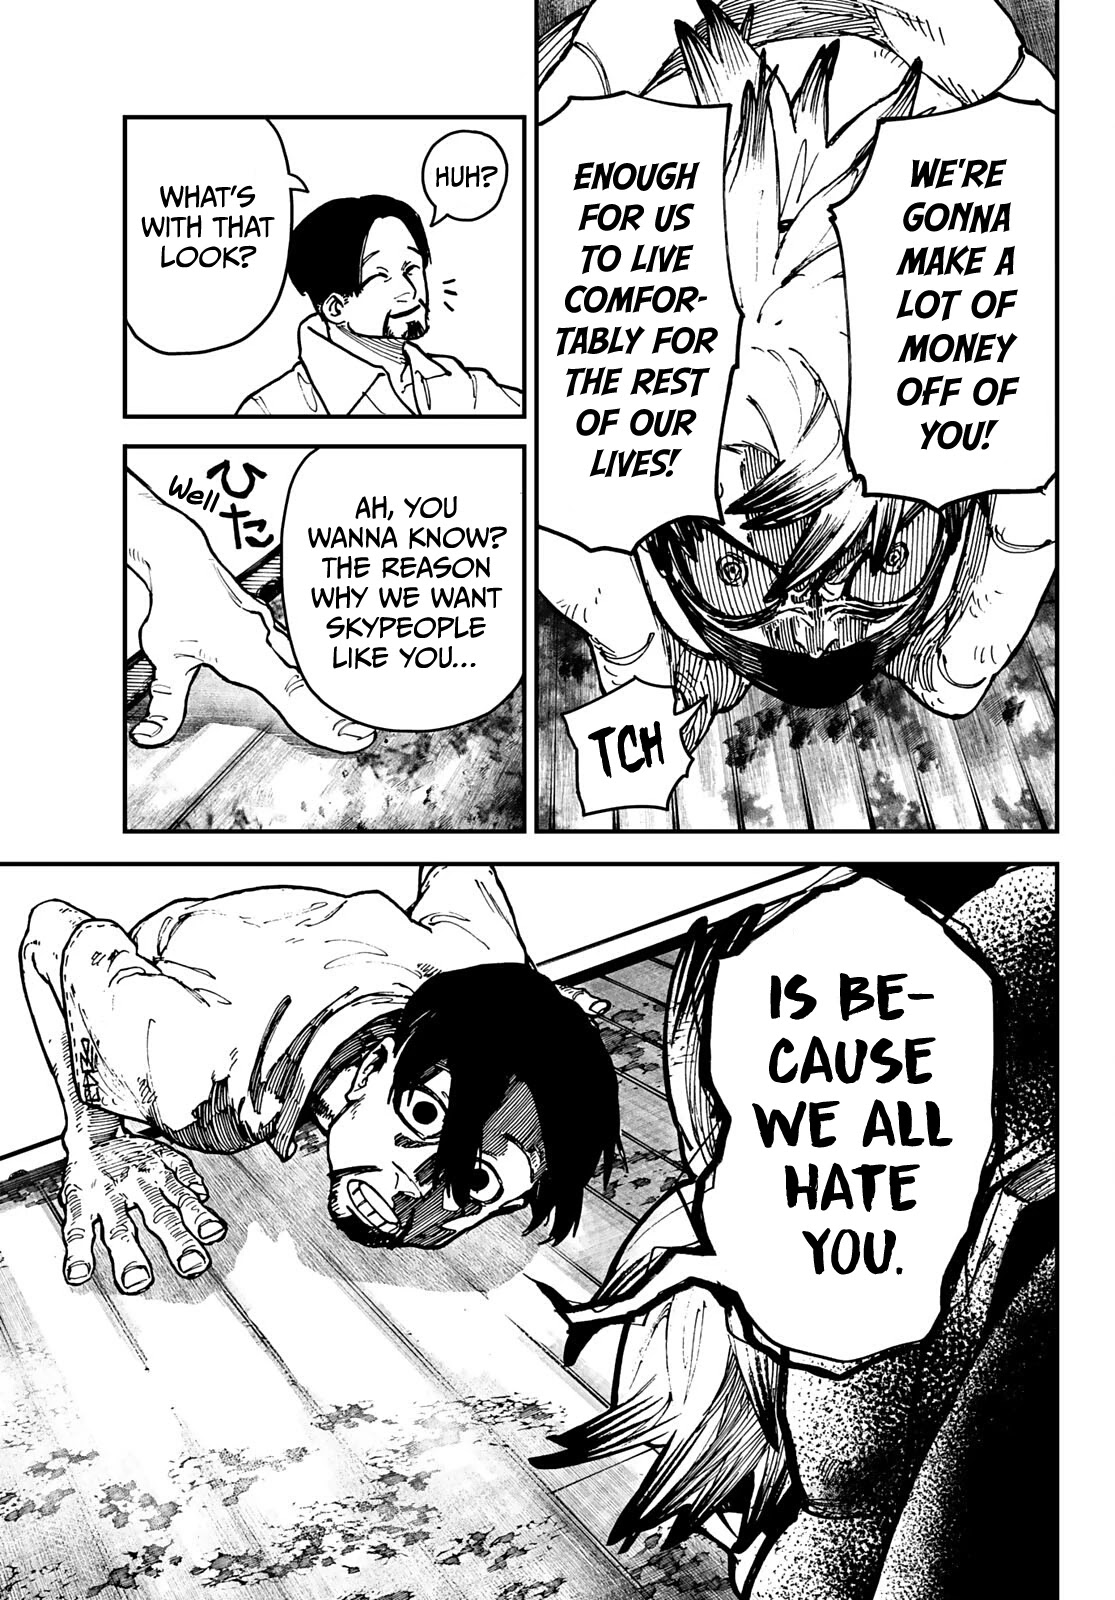 WE'RE
GONNA
MAKE A
LOT OF
MONEY
OFF OF
YOU!
ENOUGH
FOR US
TO LIVE
COMFOR-
TABLY FOR
THE REST
OF OUR
LIVES!
TCH
HUH?
WHAT'S
WITH THAT
LOOK?
ひた
Well
AH, YOU
WANNA KNOW?
THE REASON
WHY WE WANT
SKYPEOPLE
LIKE YOU...
IS BE-
CAUSE
WE ALL
HATE
YOU.